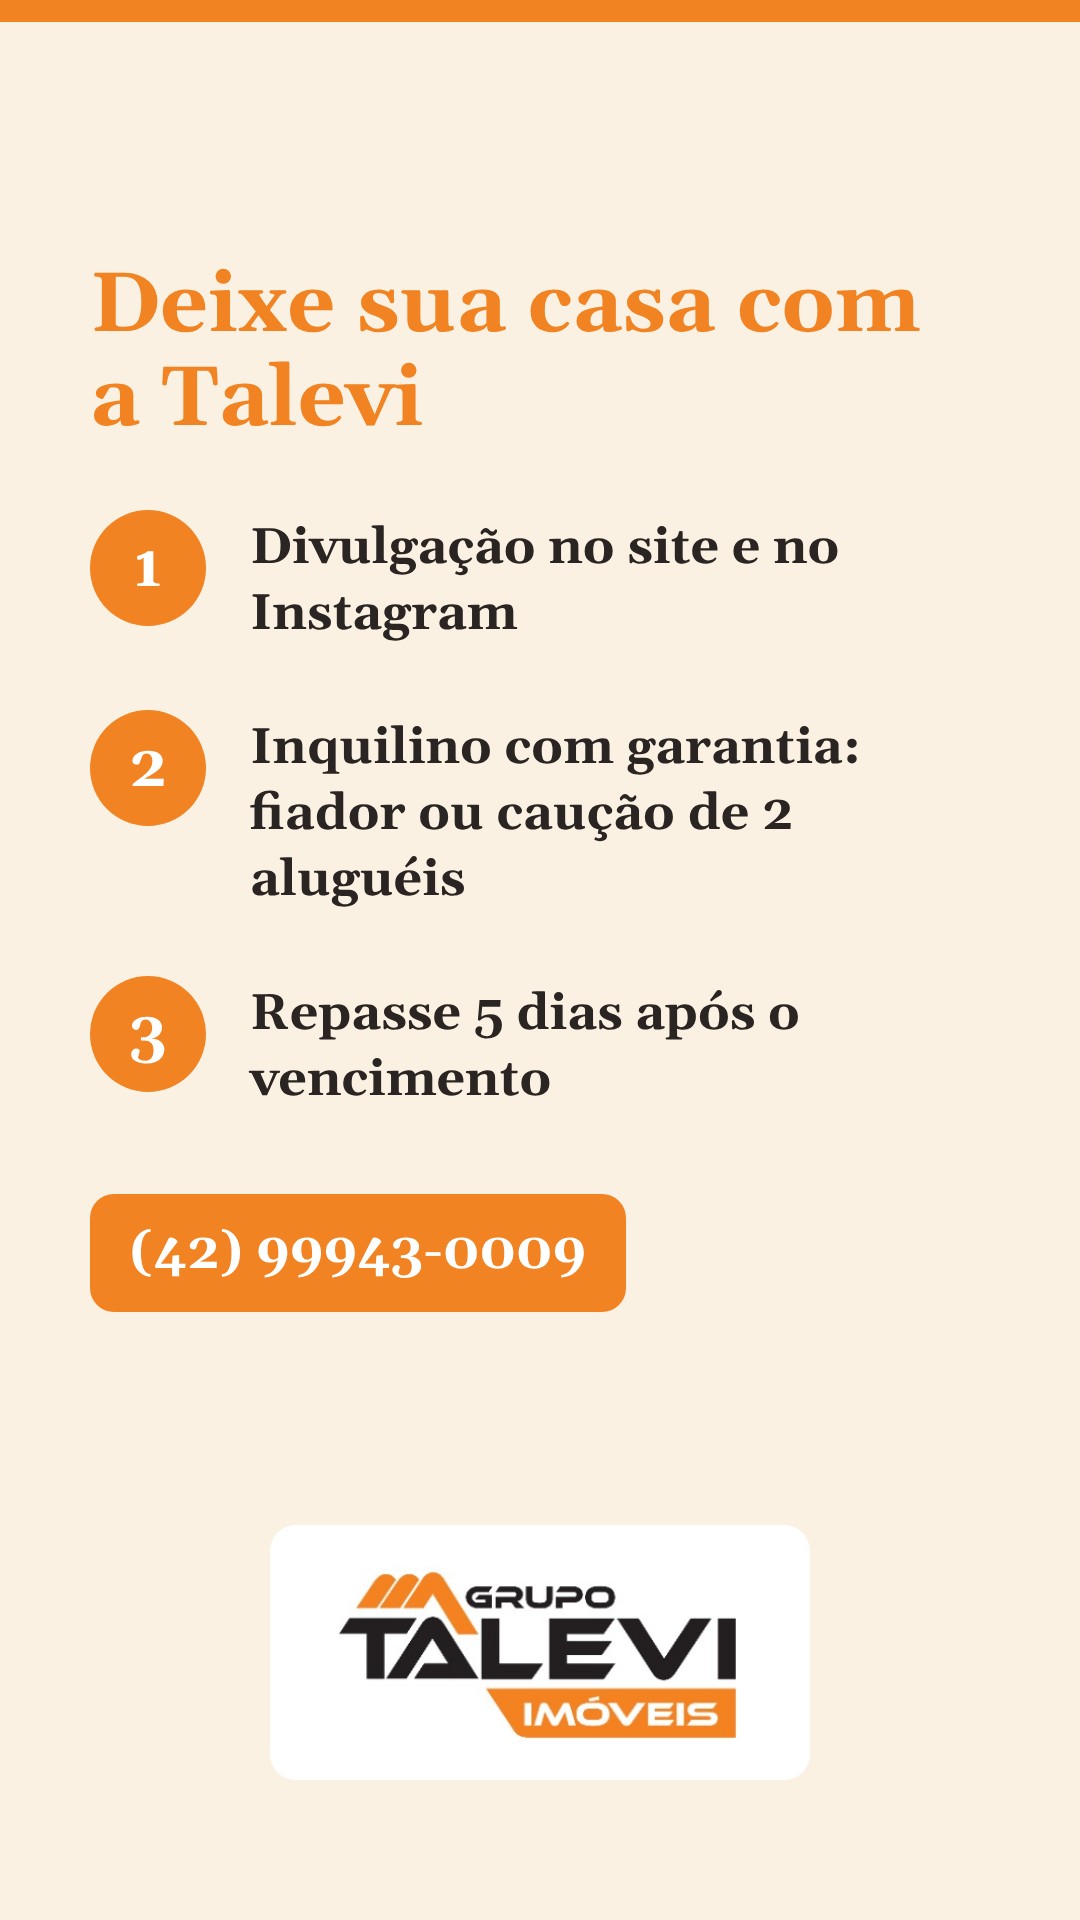 Deixe sua casa com
a Talevi
1
Divulgação no site e no
Instagram
2
Inquilino com garantia:
fiador ou caução de 2
aluguéis
3
Repasse 5 dias após o
vencimento
(42) 99943-0009
GRUPO
TALEVI
IMÓVEIS